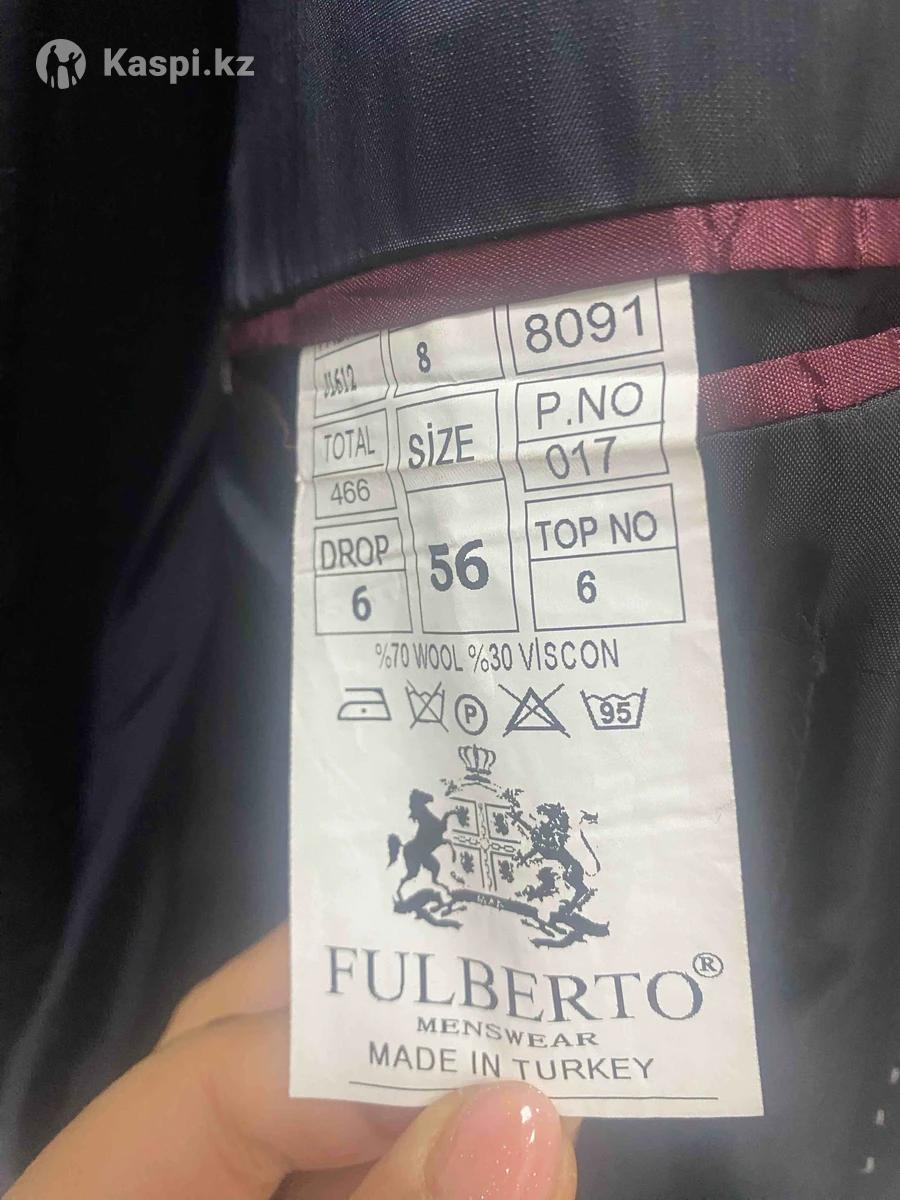 Kaspi.kz
8
8091
TOTAL
466
SİZE
56
P.NO
017
DROP
6
TOP NO
6
%70 WOOL %30 VİSCON
P
95
FULBERTO®
MENSWEAR
MADE IN TURKEY